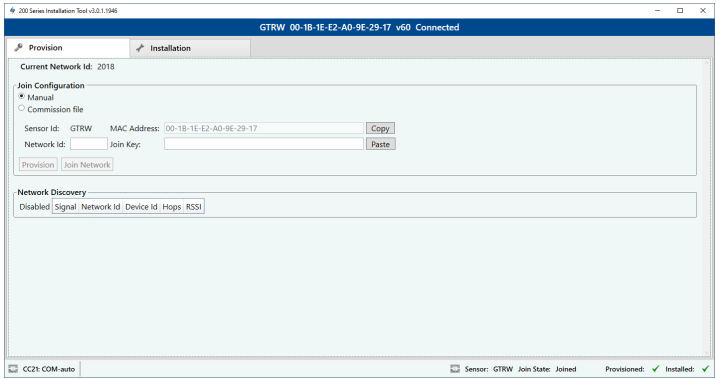 200 Series Installation Tool v3.0.1.1946
GTRW 00-1B-1E-E2-A0-9E-29-17 v60 Connected
Provision Installation
Current Network Id: 2018
Join Configuration
Manual
Commission file
Sensor Id: GTRW MAC Address: 00-1B-1E-E2-A0-9E-29-17 Copy
Network Id: Join Key: Paste
Provision Join Network
Network Discovery
Disabled Signal Network Id Device Id Hops RSSI
CC21: COM-auto Sensor: GTRW Join State: Joined Provisioned: ✓ Installed: ✓